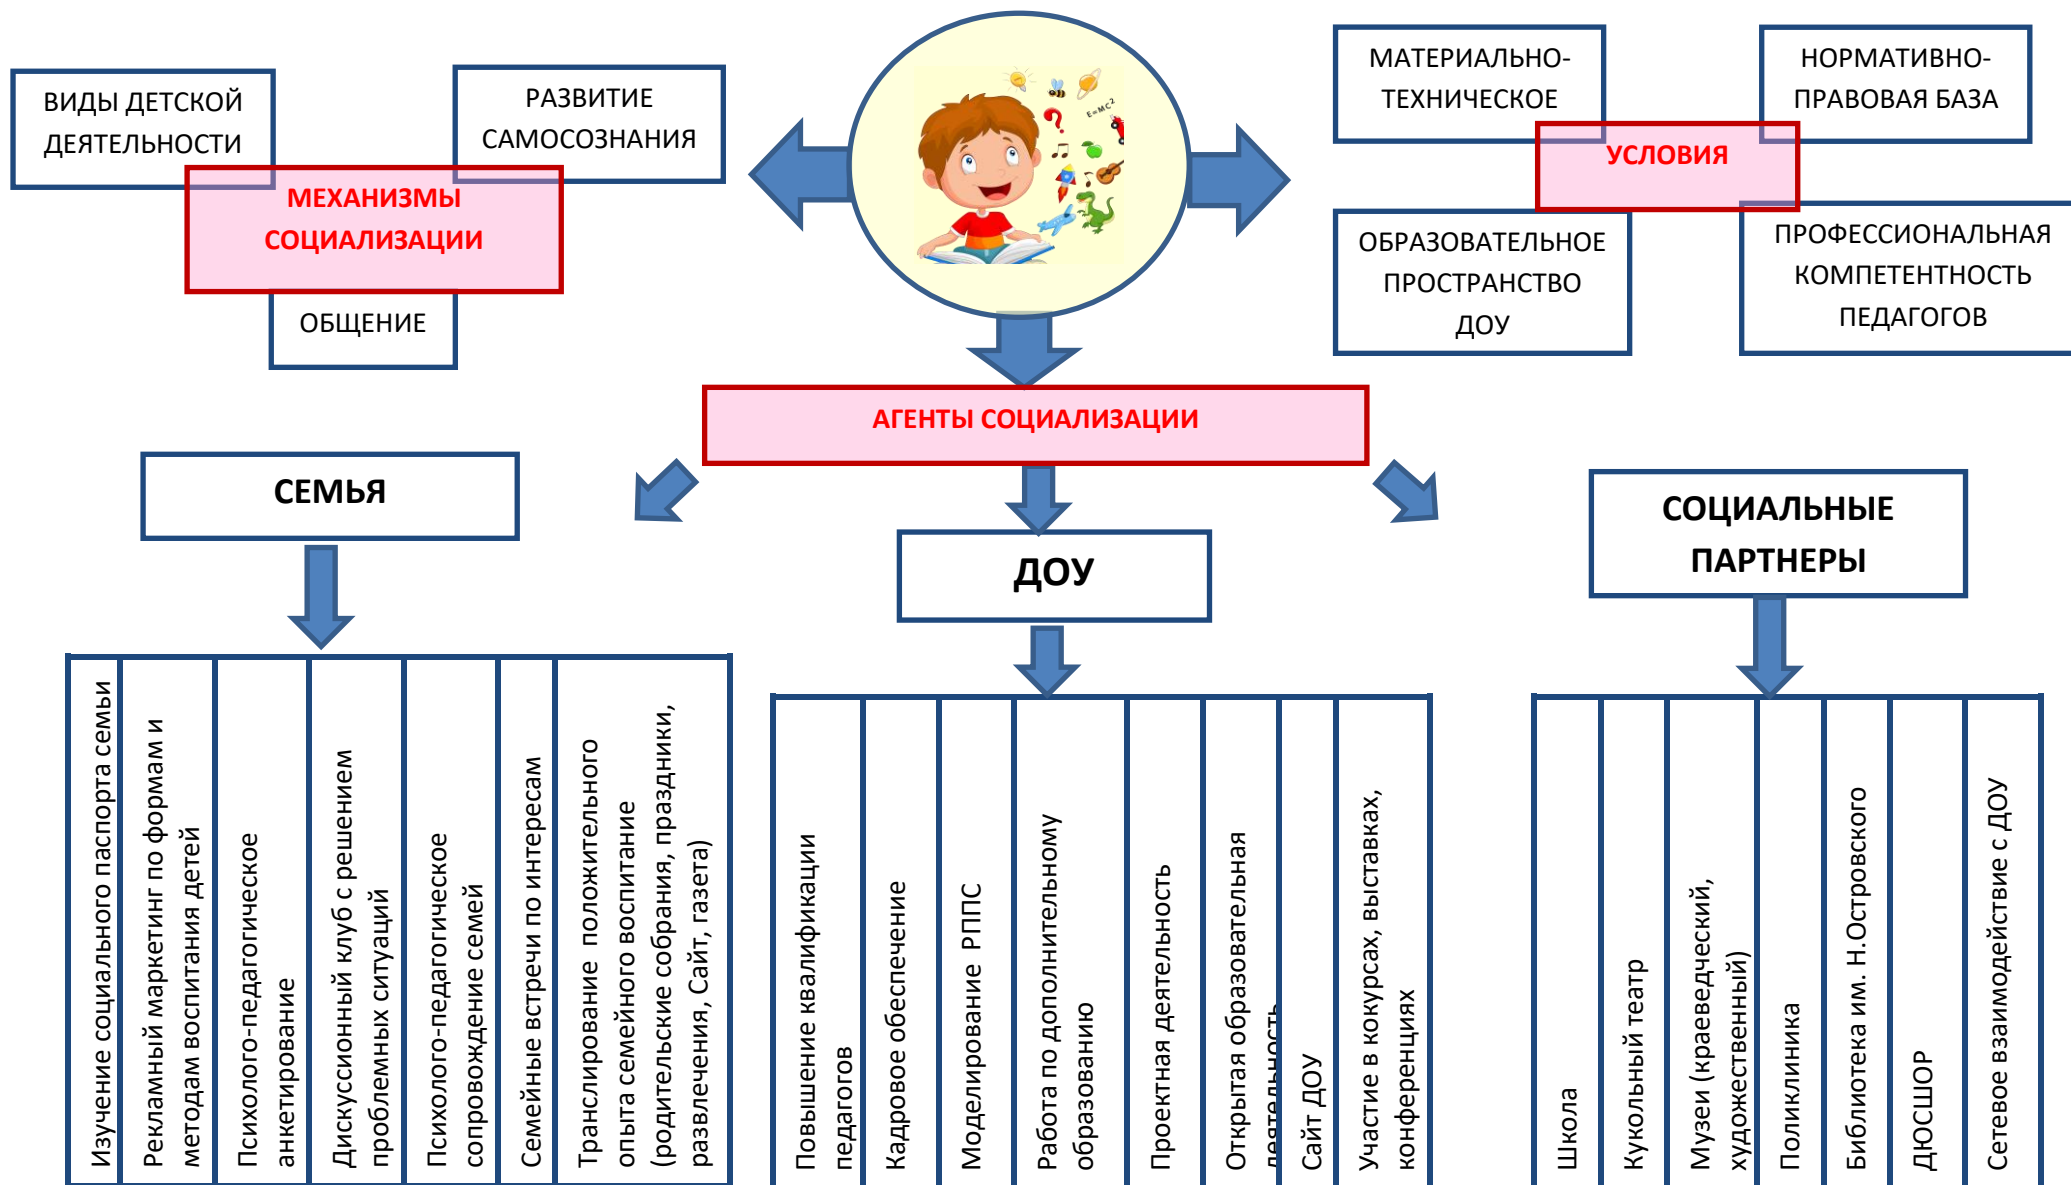 ВИДЫ ДЕТСКОЙ
ДЕЯТЕЛЬНОСТИ
РАЗВИТИЕ
САМОСОЗНАНИЯ
МЕХАНИЗМЫ
СОЦИАЛИЗАЦИИ
ОБЩЕНИЕ
E=MC²
МАТЕРИАЛЬНО-
ТЕХНИЧЕСКОЕ
НОРМАТИВНО-
ПРАВОВАЯ БАЗА
УСЛОВИЯ
ОБРАЗОВАТЕЛЬНОЕ
ПРОСТРАНСТВО
ДОУ
ПРОФЕССИОНАЛЬНАЯ
КОМПЕТЕНТНОСТЬ
ПЕДАГОГОВ
АГЕНТЫ СОЦИАЛИЗАЦИИ
СЕМЬЯ
ДОУ
СОЦИАЛЬНЫЕ
ПАРТНЕРЫ
Изучение социального паспорта семьи
Рекламный маркетинг по формам и
методам воспитания детей
Психолого-педагогическое
анкетирование
Дискуссионный клуб с решением
проблемных ситуаций
Психолого-педагогическое
сопровождение семей
Семейные встречи по интересам
Транслирование положительного
опыта семейного воспитание
(родительские собрания, праздники,
развлечения, Сайт, газета)
Повышение квалификации
педагогов
Кадровое обеспечение
Моделирование РППС
Работа по дополнительному
образованию
Проектная деятельность
Открытая образовательная
деятельность
Сайт ДОУ
Участие в кокурсах, выставках,
конференциях
Школа
Кукольный театр
Музеи (краеведческий,
художественный)
Поликлиника
Библиотека им. Н.Островского
ДЮСШОР
Сетевое взаимодействие с ДОУ